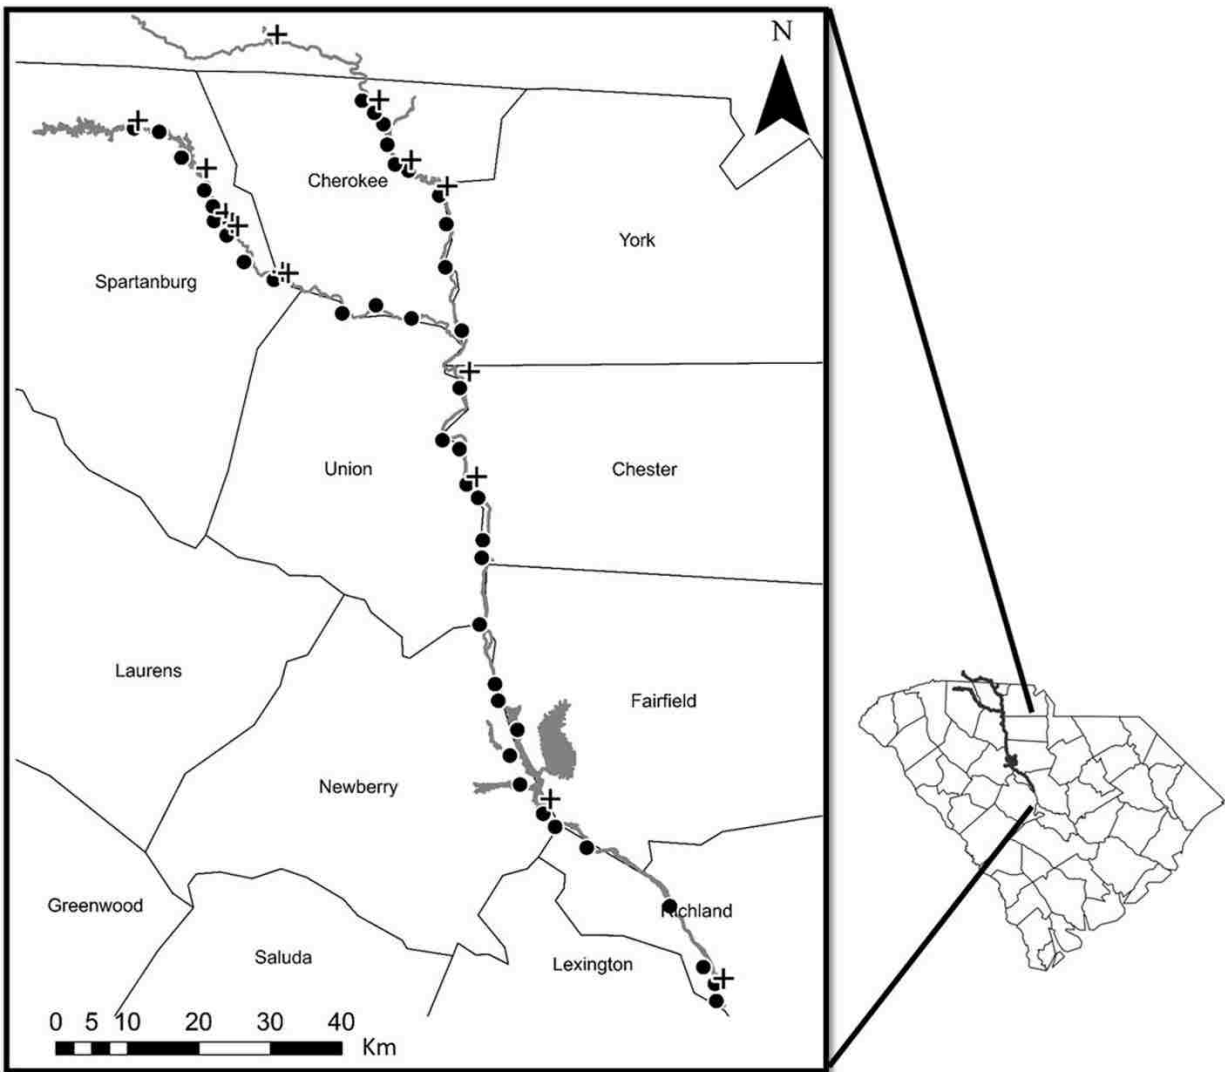 N
Cherokee
York
Spartanburg
Union
Chester
Laurens
Fairfield
Newberry
Greenwood
Richland
Saluda
Lexington
0 5 10 20 30 40
Km